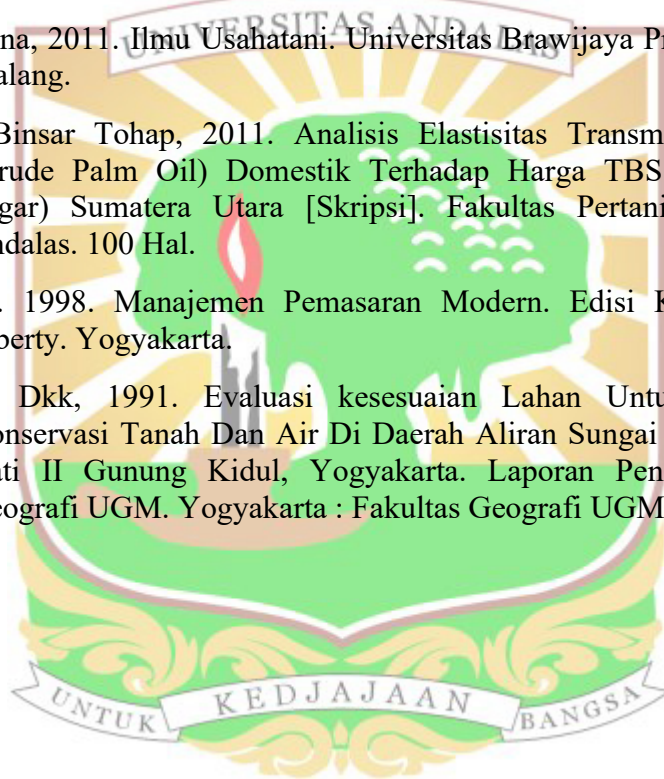 UNIVERSITAS ANDALAS
na, 2011. Ilmu Usahatani. Universitas Brawijaya Pr
alang.
Binsar Tohap, 2011. Analisis Elastisitas Transm
rude Palm Oil) Domestik Terhadap Harga TBS
gar) Sumatera Utara [Skripsi]. Fakultas Pertani
ndalas. 100 Hal.
. 1998. Manajemen Pemasaran Modern. Edisi K
berty. Yogyakarta.
Dkk, 1991. Evaluasi kesesuaian Lahan Untu
onservasi Tanah Dan Air Di Daerah Aliran Sungai
ati II Gunung Kidul, Yogyakarta. Laporan Pen
eografi UGM. Yogyakarta : Fakultas Geografi UGM
UNTUK KEDJAJAAN BANGSA